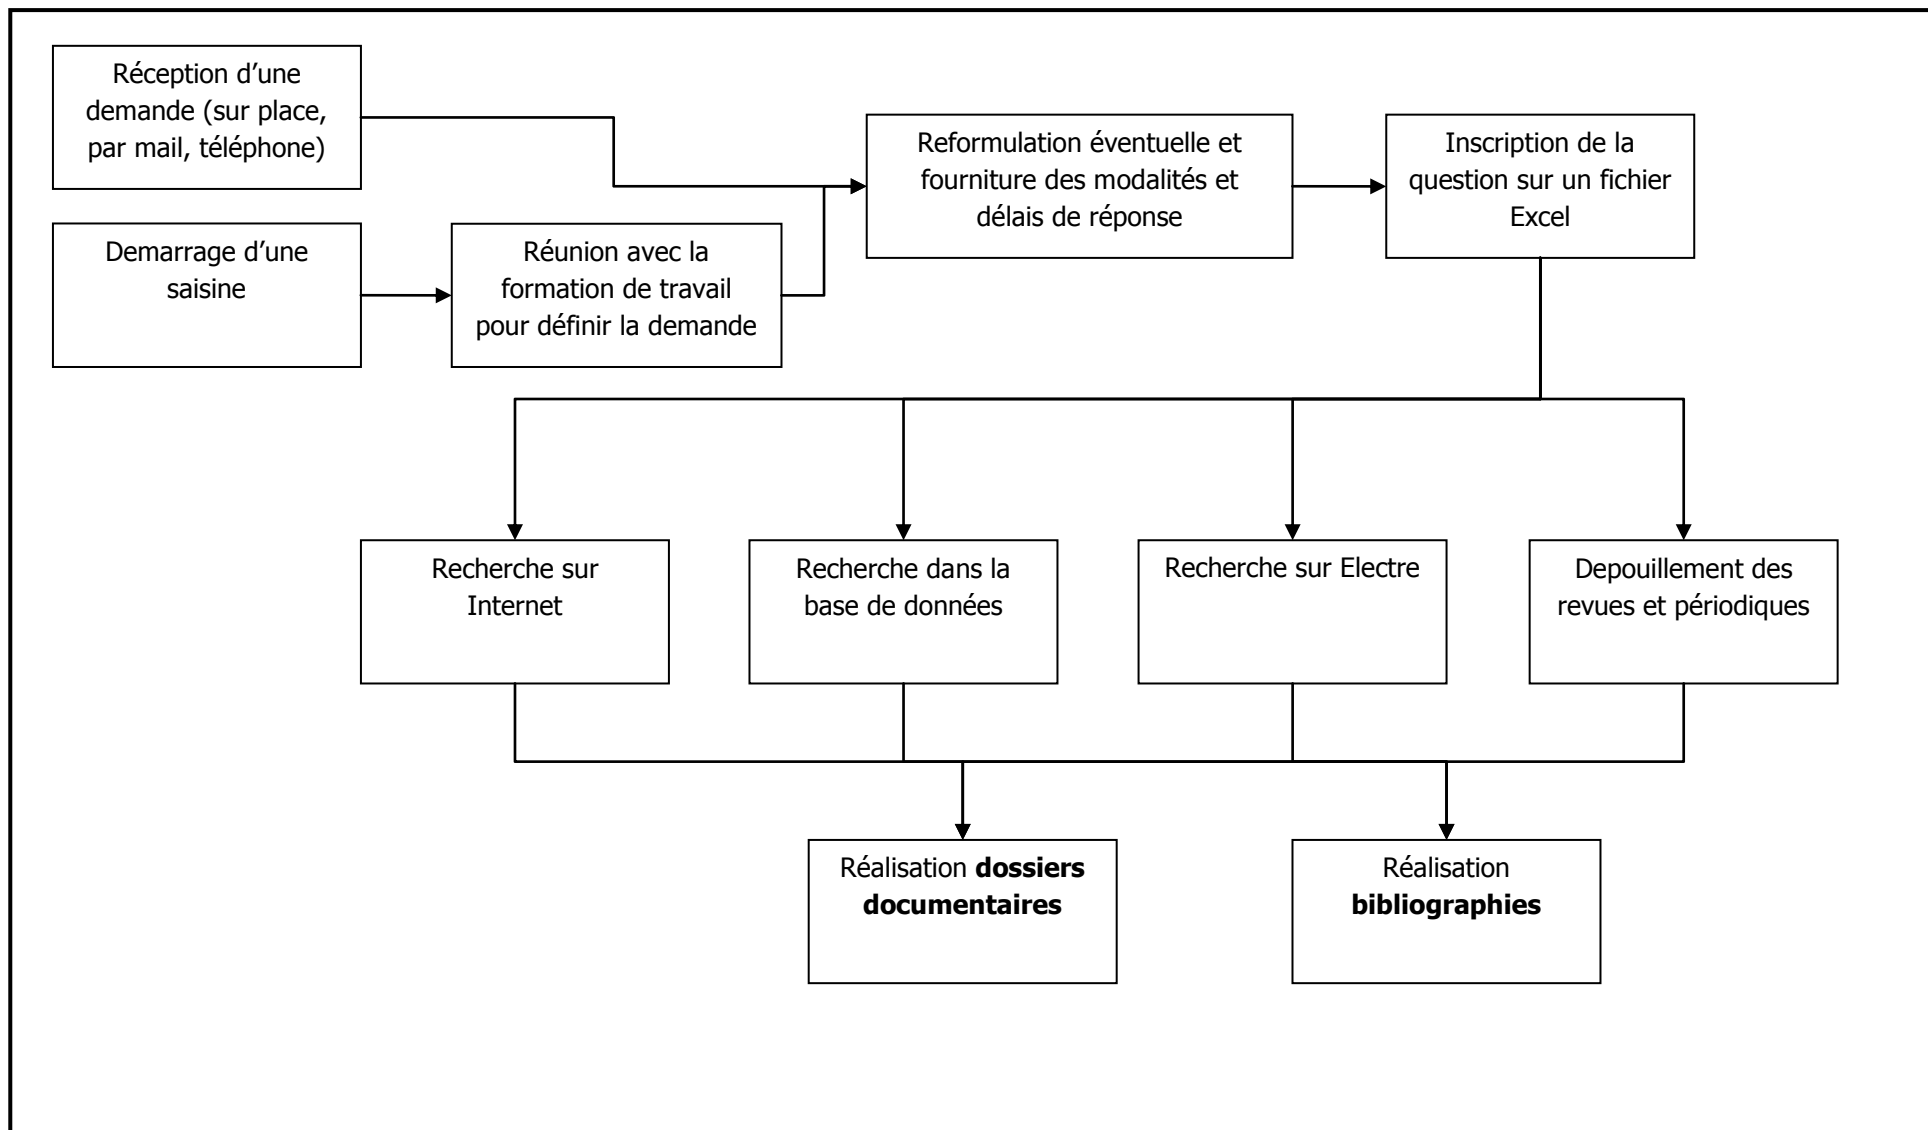 Réception d’une
demande (sur place,
par mail, téléphone)
Reformulation éventuelle et
fourniture des modalités et
délais de réponse
Inscription de la
question sur un fichier
Excel
Demarrage d’une
saisine
Réunion avec la
formation de travail
pour définir la demande
Recherche sur
Internet
Recherche dans la
base de données
Recherche sur Electre
Depouillement des
revues et périodiques
Réalisation dossiers
documentaires
Réalisation
bibliographies